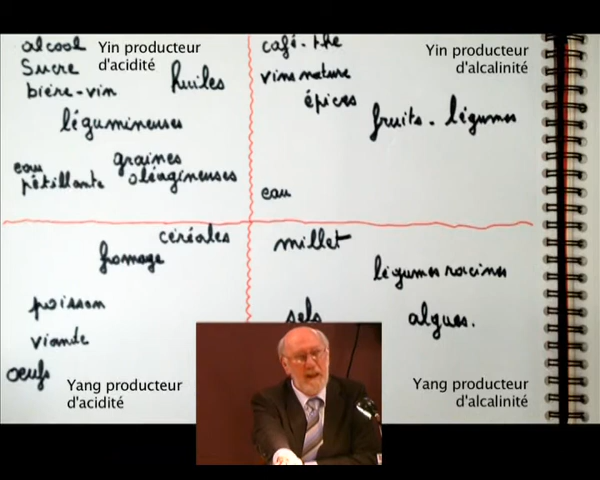 alcool
Yin producteur
d'acidité
Sucre
huiles
bière-vin
légumineuses
graines
oléagineuses
eau
pétillante
café. thé
Yin producteur
d'alcalinité
vins nature
épices
fruits. légumes
eau
céréales
fromage
poisson
viande
oeufs
Yang producteur
d'acidité
millet
légumes racines
sels
algues.
Yang producteur
d'alcalinité